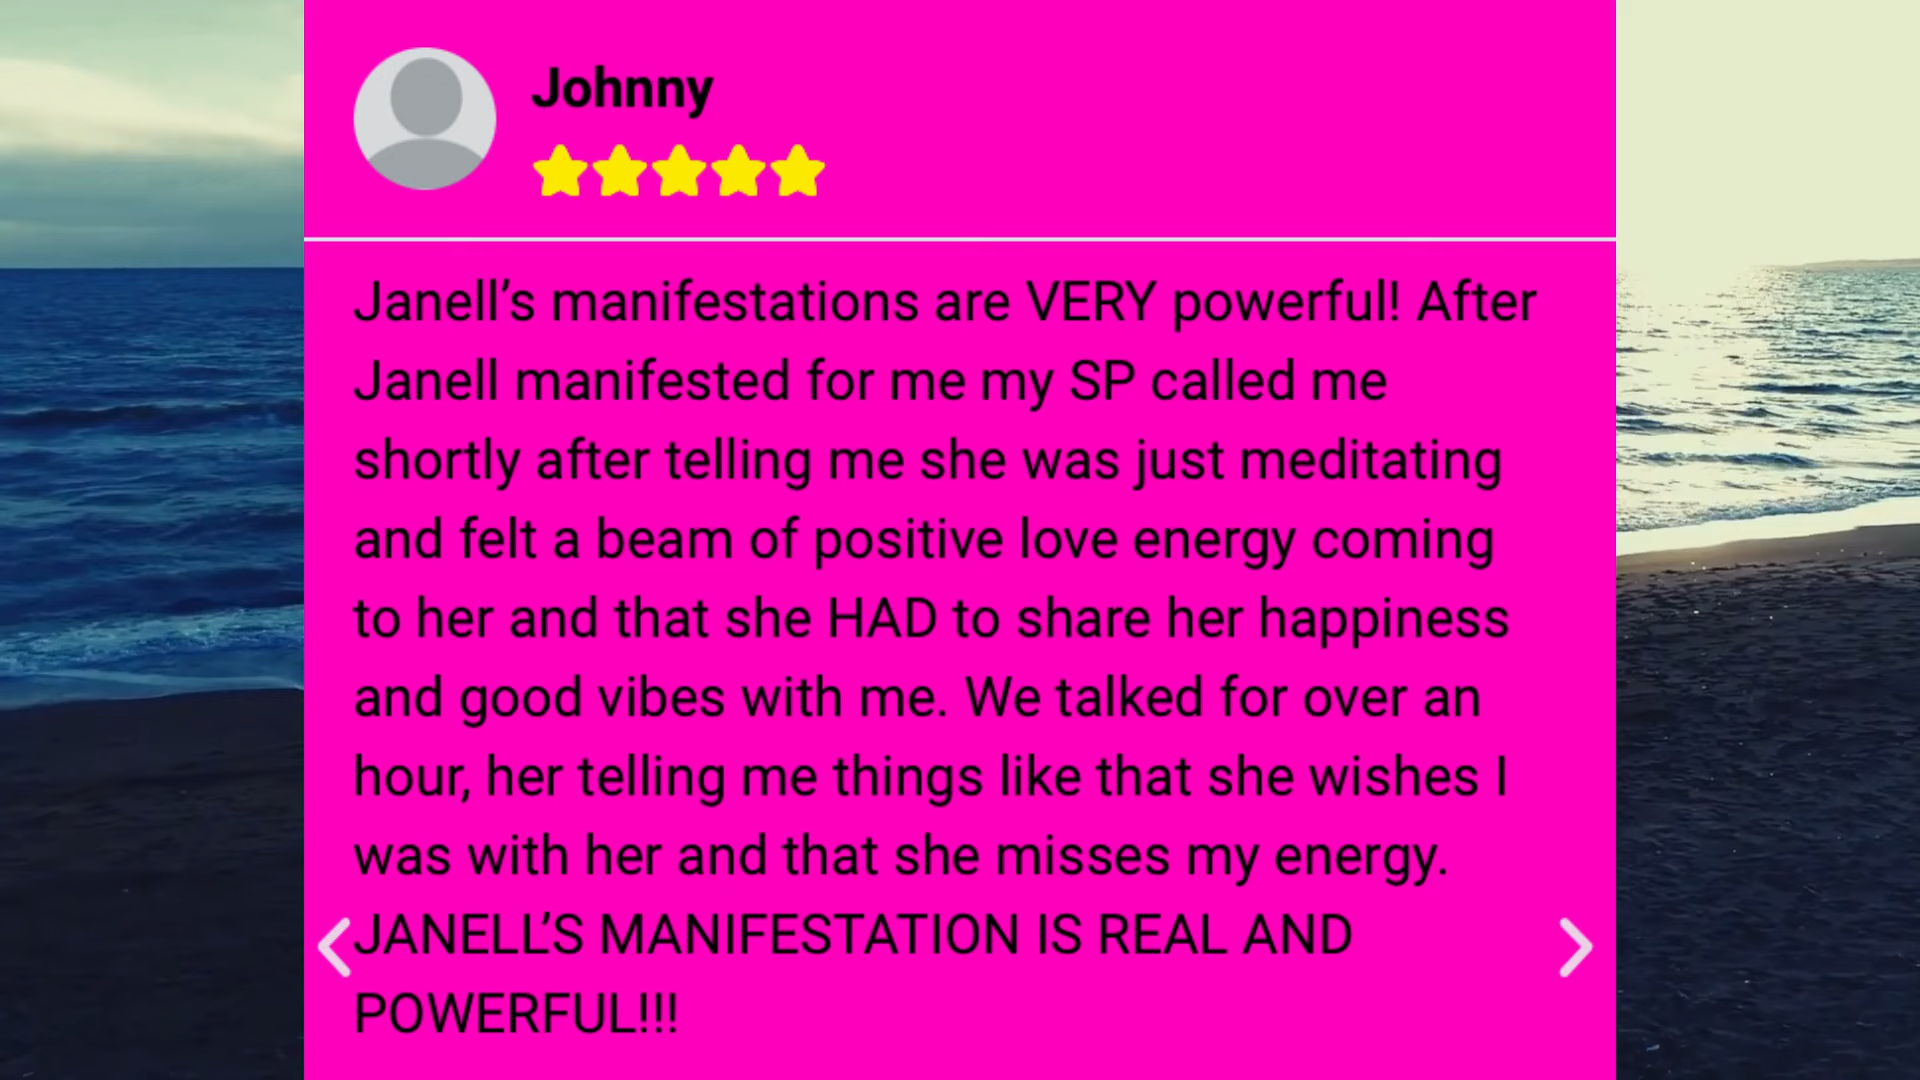 Johnny
Janell’s manifestations are VERY powerful! After
Janell manifested for me my SP called me
shortly after telling me she was just meditating
and felt a beam of positive love energy coming
to her and that she HAD to share her happiness
and good vibes with me. We talked for over an
hour, her telling me things like that she wishes I
was with her and that she misses my energy.
JANELL’S MANIFESTATION IS REAL AND
POWERFUL!!!